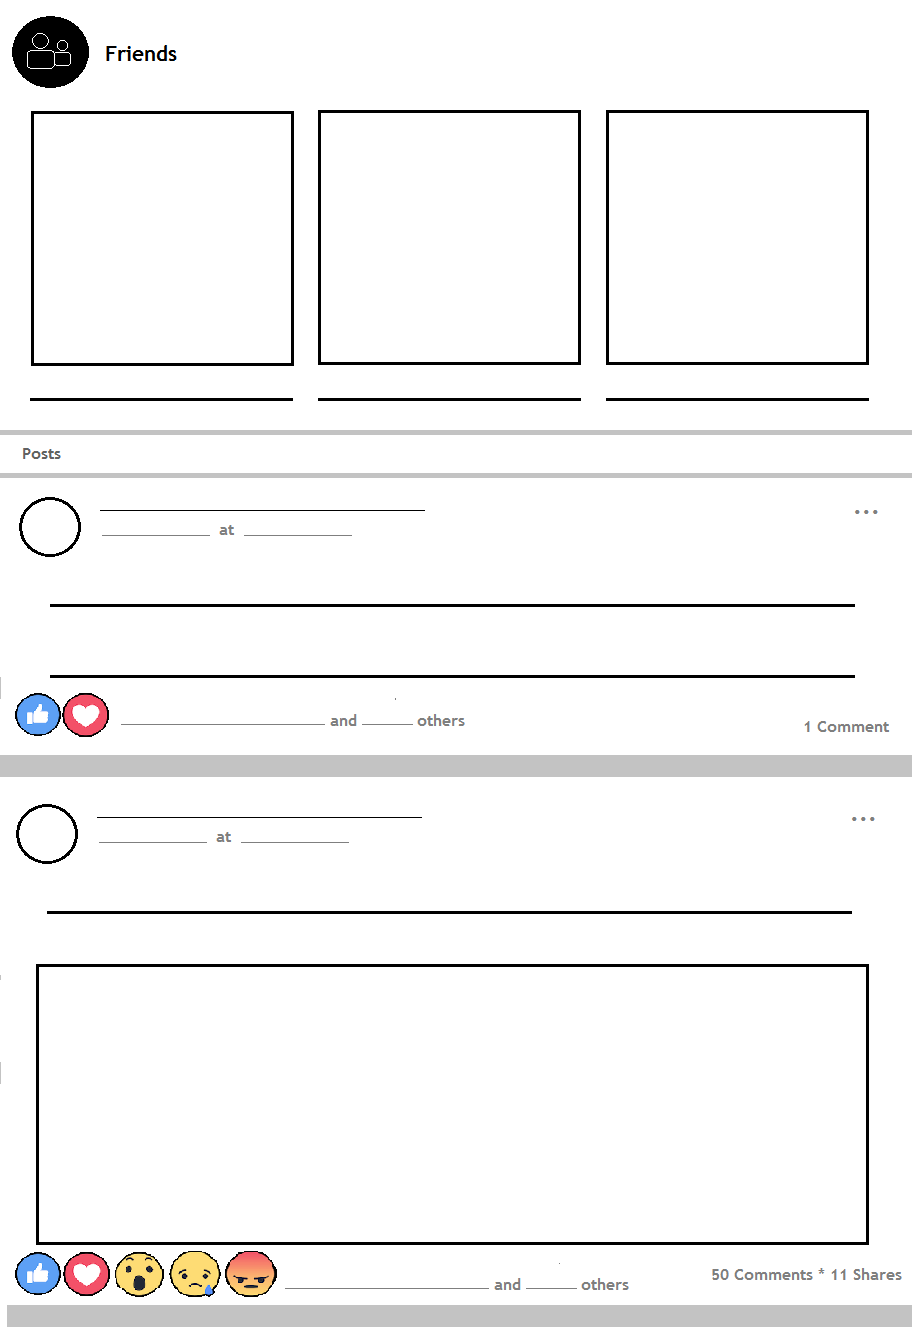 Friends
Posts
at
and others
1 Comment
at
and others
50 Comments * 11 Shares